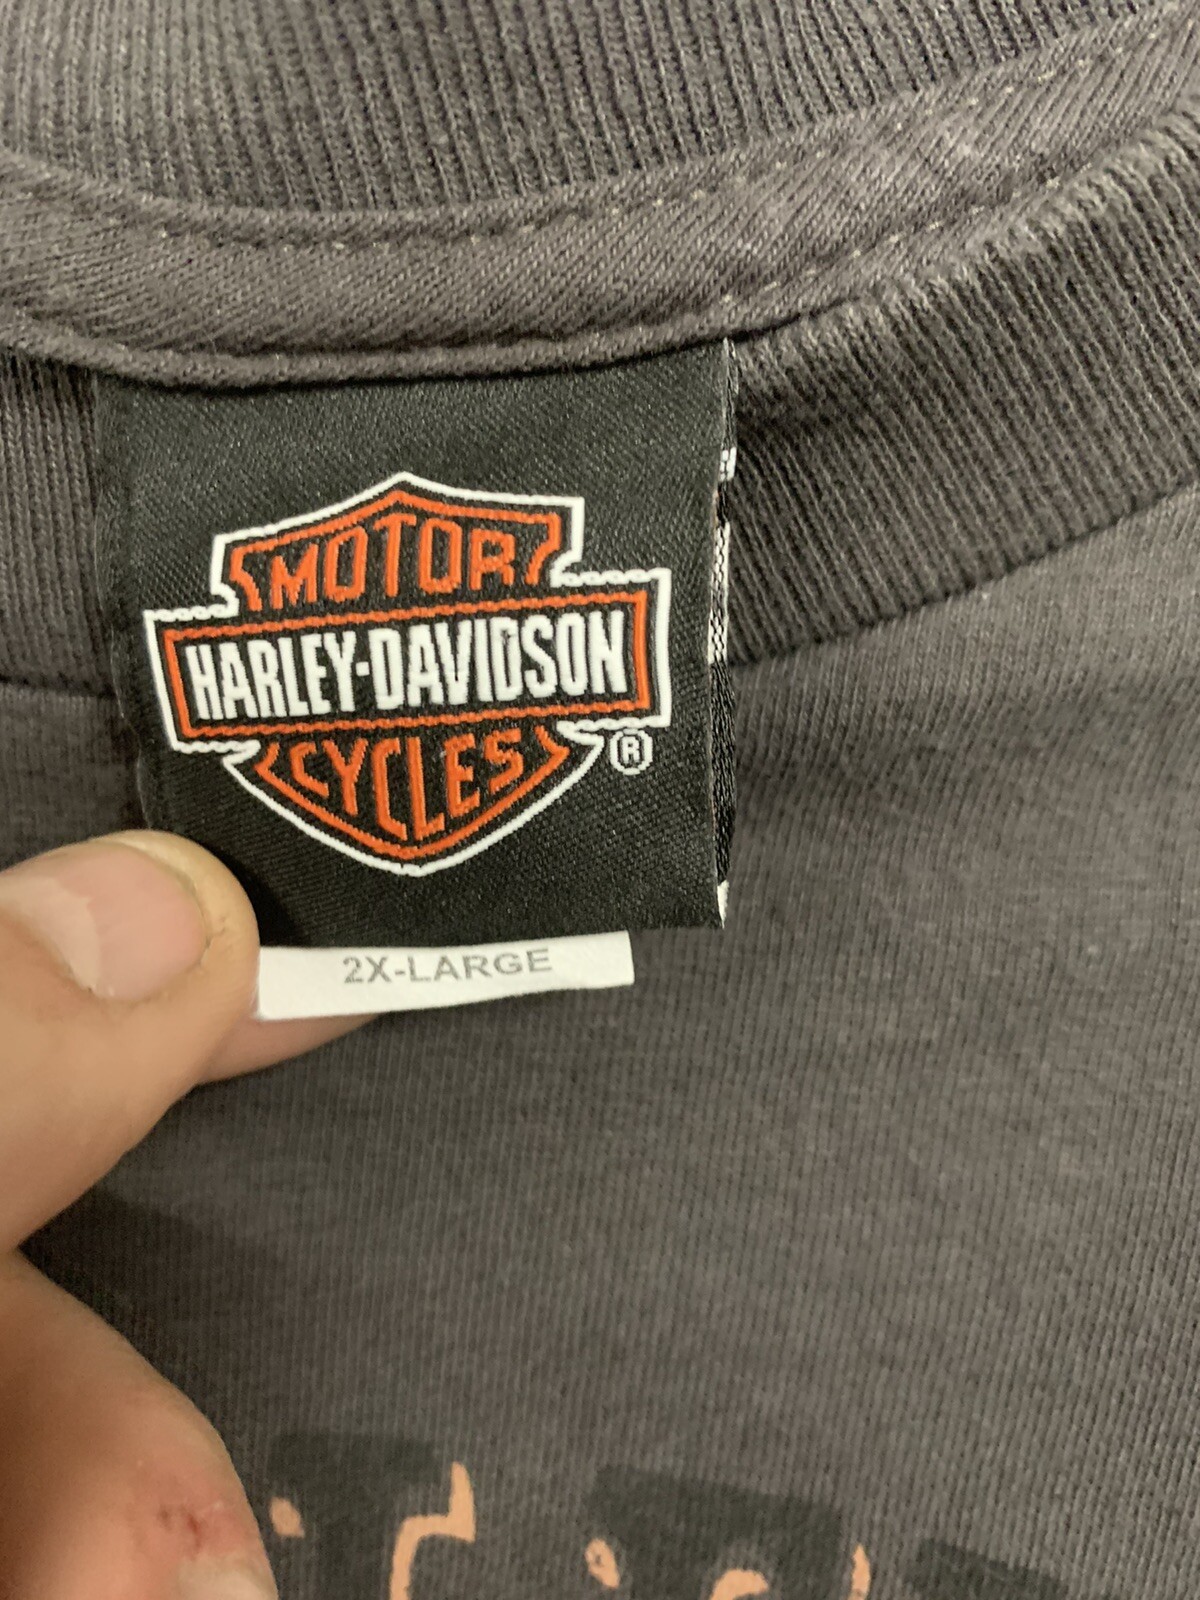 MOTOR
HARLEY-DAVIDSON
CYCLES
®
2X-LARGE